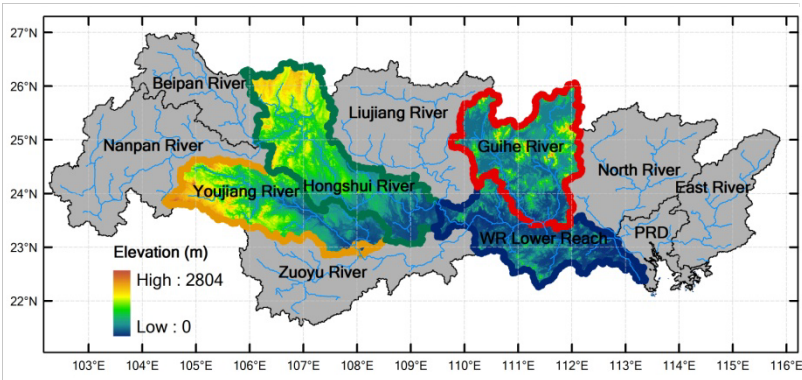 27°N
26°N
25°N
24°N
23°N
22°N
Beipan River
Liujiang River
Nanpan River
Guihe River
North River
East River
Youjiang River
Hongshui River
WR Lower Reach
PRD
Zuoyu River
Elevation (m)
High : 2804
Low : 0
103°E 104°E 105°E 106°E 107°E 108°E 109°E 110°E 111°E 112°E 113°E 114°E 115°E 116°E